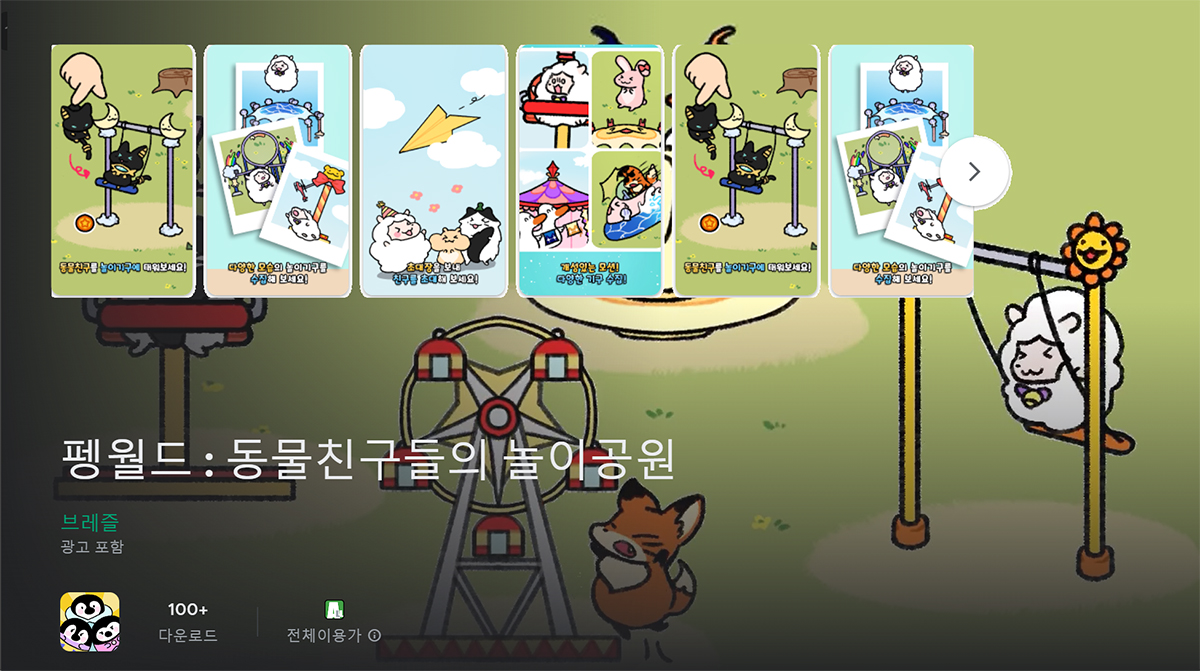 동물친구를 놀이기구에 태워보세요!
다양한 모습의 놀이기구를
수집해 보세요!
초대장을 보내
친구를 초대해 보세요!
개성있는 모션!
다양한 기구 수집!
동물친구를 놀이기구에 태워보세요!
다양한 모습의 놀이기구를
수집해 보세요!
펭월드 : 동물친구들의 놀이공원
브레즐
광고 포함
100+
다운로드
전체이용가